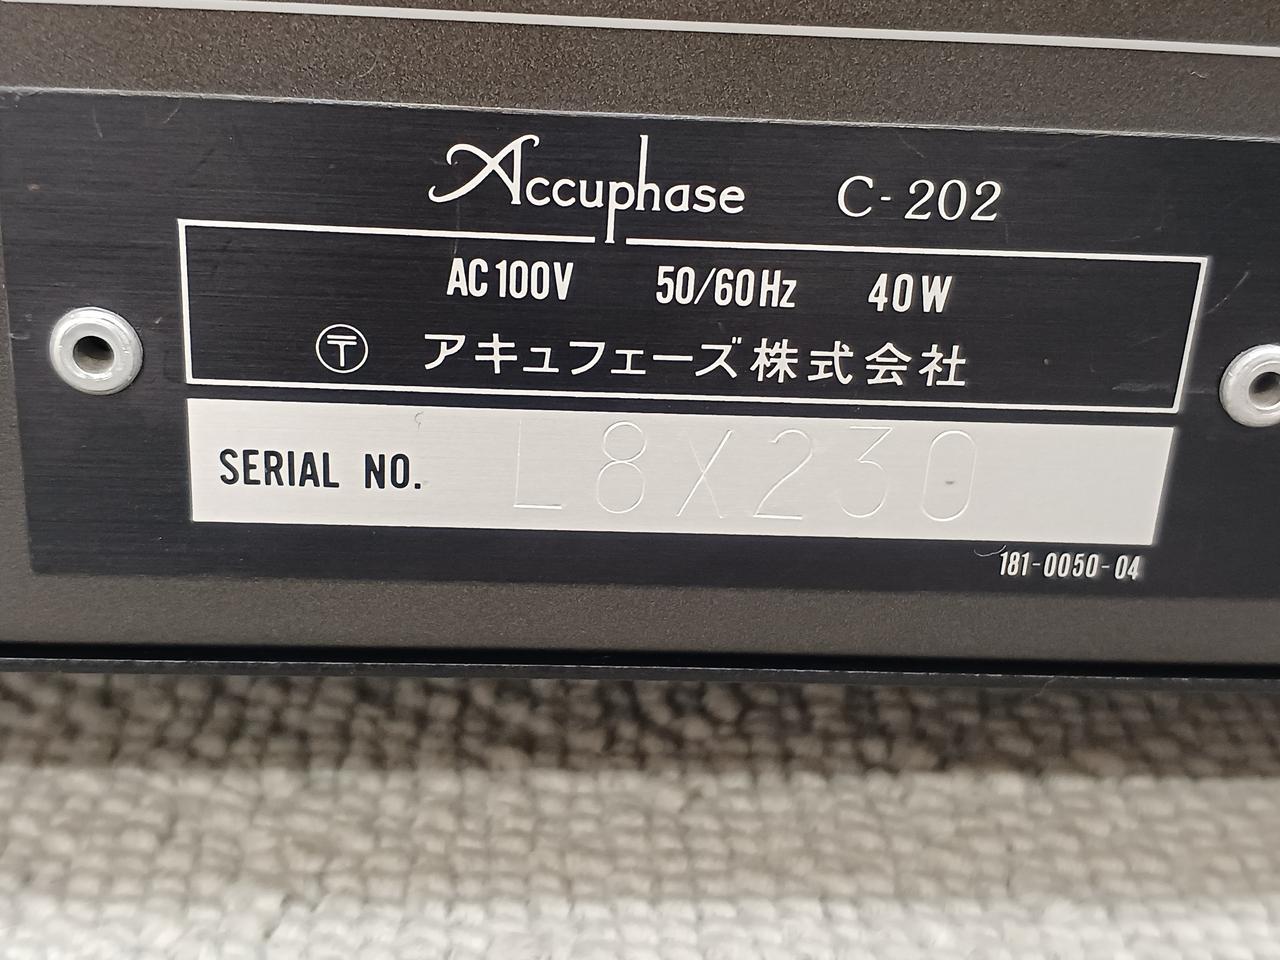 Accuphase C-202
AC100V 50/60Hz 40W
〒 アキュフェーズ株式会社
SERIAL NO. L8X230
181-0050-04